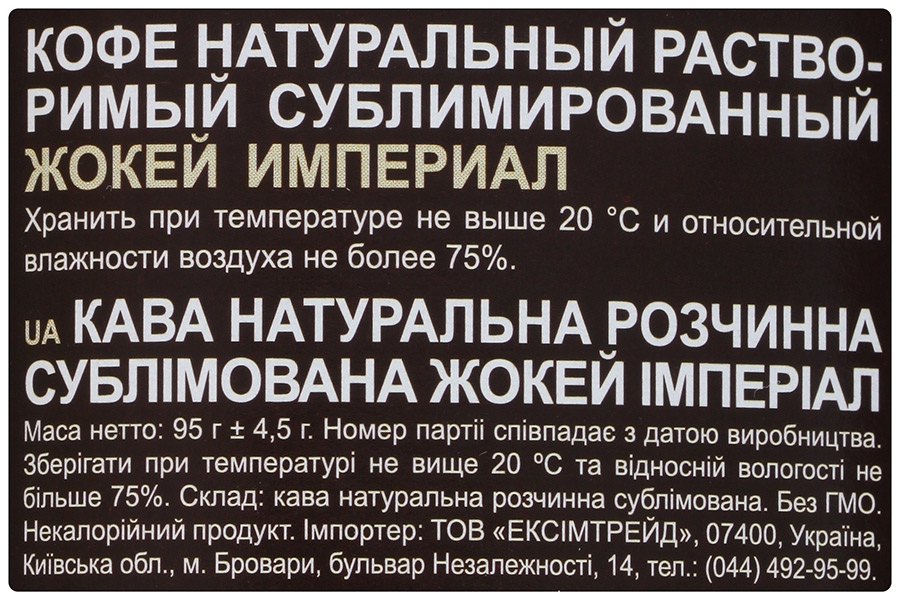 КОФЕ НАТУРАЛЬНЫЙ РАСТВО-
РИМЫЙ СУБЛИМИРОВАННЫЙ
ЖОКЕЙ ИМПЕРИАЛ
Хранить при температуре не выше 20 °C и относительной
влажности воздуха не более 75%.
UA КАВА НАТУРАЛЬНА РОЗЧИННА
СУБЛІМОВАНА ЖОКЕЙ ІМПЕРІАЛ
Маса нетто: 95 г ± 4,5 г. Номер партії співпадає з датою виробництва.
Зберігати при температурі не вище 20 ºС та відносній вологості не
більше 75%. Склад: кава натуральна розчинна сублімована. Без ГМО.
Некалорійний продукт. Імпортер: ТОВ «ЕКСІМТРЕЙД», 07400, Україна,
Київська обл., м. Бровари, бульвар Незалежності, 14, тел.: (044) 492-95-99.